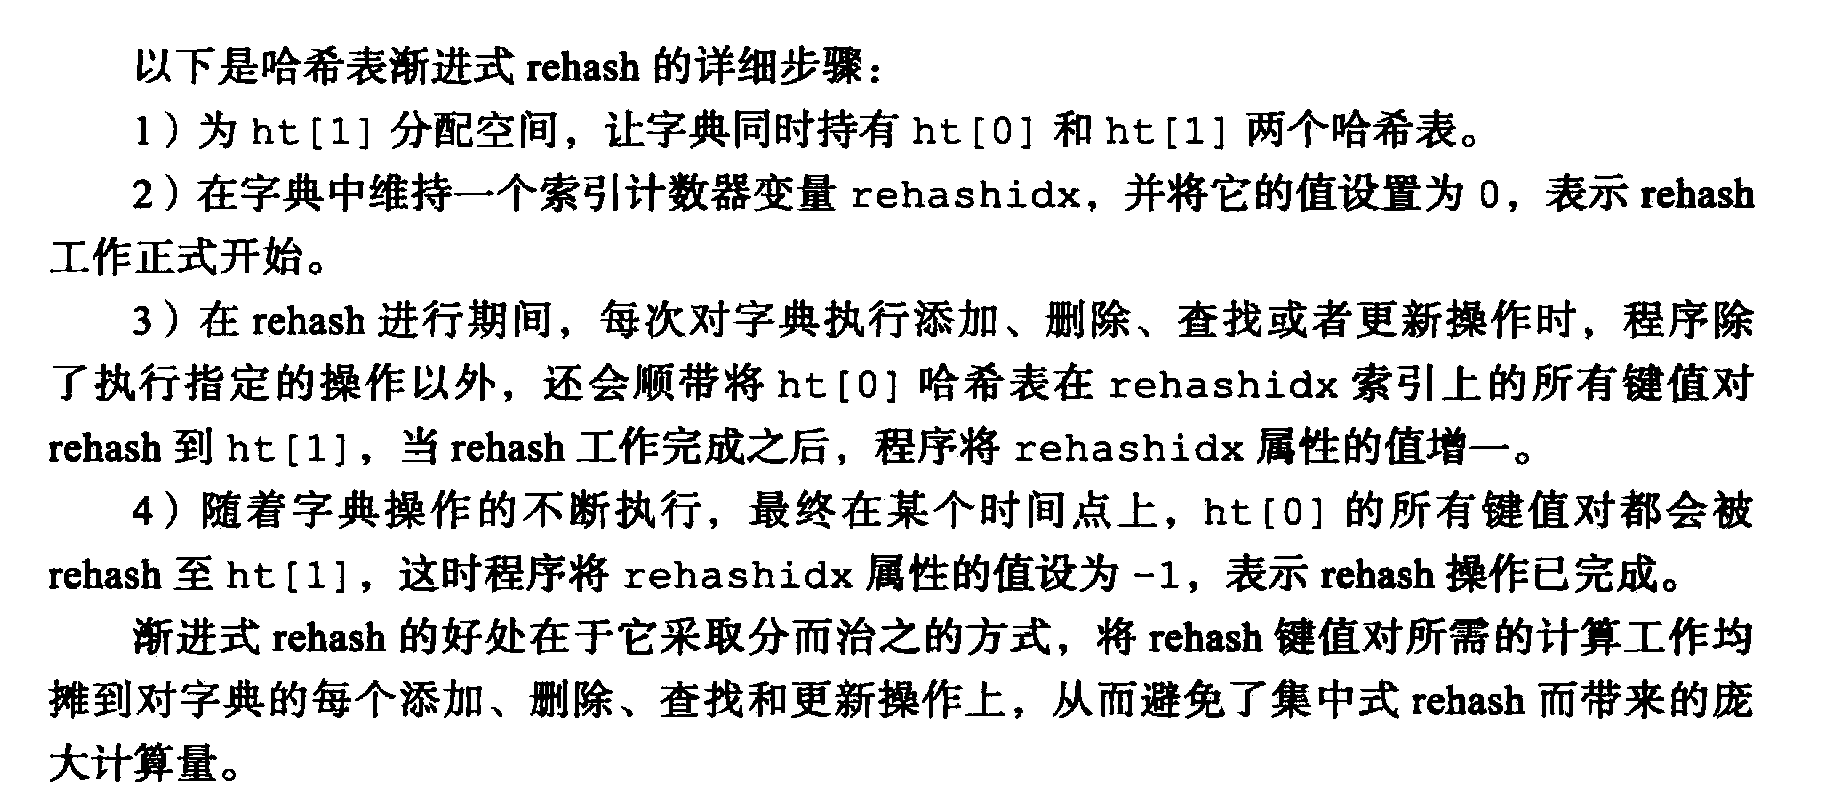 以下是哈希表渐进式 rehash 的详细步骤：
1）为 ht[1] 分配空间，让字典同时持有 ht[0] 和 ht[1] 两个哈希表。
2）在字典中维持一个索引计数器变量 rehashidx，并将它的值设置为 0，表示 rehash
工作正式开始。
3）在 rehash 进行期间，每次对字典执行添加、删除、查找或者更新操作时，程序除
了执行指定的操作以外，还会顺带将 ht[0] 哈希表在 rehashidx 索引上的所有键值对
rehash 到 ht[1]，当 rehash 工作完成之后，程序将 rehashidx 属性的值增一。
4）随着字典操作的不断执行，最终在某个时间点上，ht[0] 的所有键值对都会被
rehash 至 ht[1]，这时程序将 rehashidx 属性的值设为 -1，表示 rehash 操作已完成。
渐进式 rehash 的好处在于它采取分而治之的方式，将 rehash 键值对所需的计算工作均
摊到对字典的每个添加、删除、查找和更新操作上，从而避免了集中式 rehash 而带来的庞
大计算量。